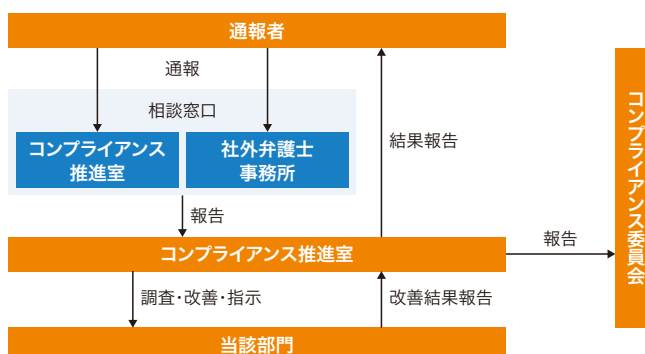 通報者
通報
相談窓口
コンプライアンス
推進室
社外弁護士
事務所
結果報告
報告
コンプライアンス推進室
報告
コンプライアンス委員会
調査・改善・指示
改善結果報告
当該部門